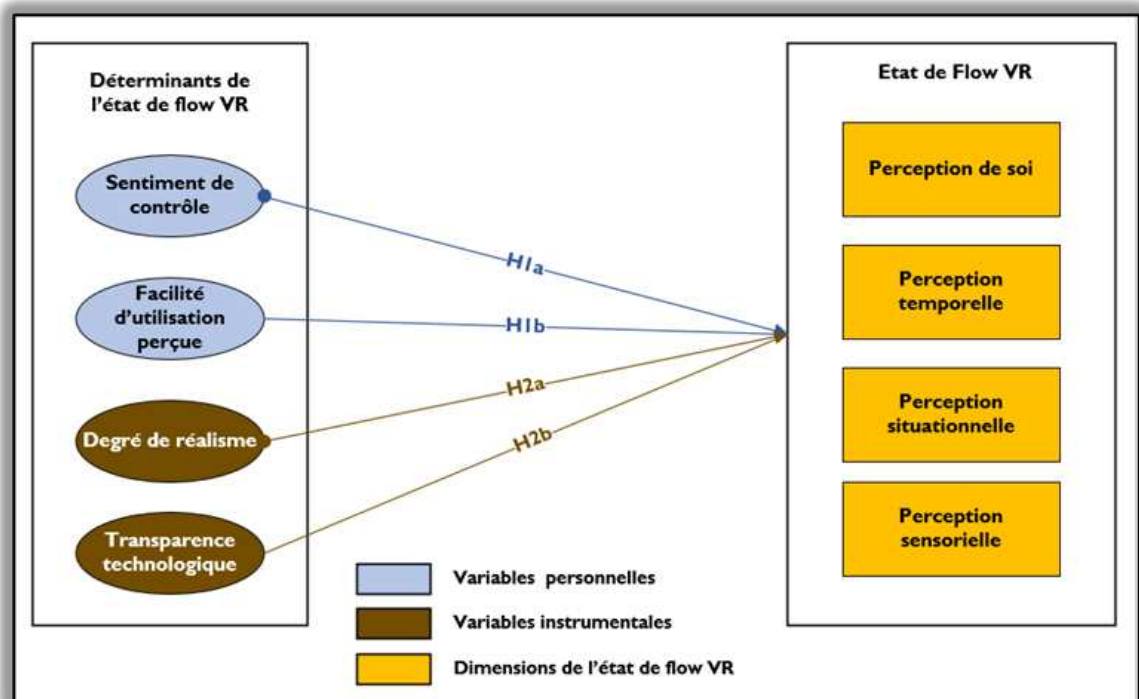 Déterminants de
l'état de flow VR
Sentiment de
contrôle
Facilité
d'utilisation
perçue
Degré de réalisme
Transparence
technologique
H1a
H1b
H2a
H2b
Etat de Flow VR
Perception de soi
Perception
temporelle
Perception
situationnelle
Perception
sensorielle
Variables personnelles
Variables instrumentales
Dimensions de l'état de flow VR